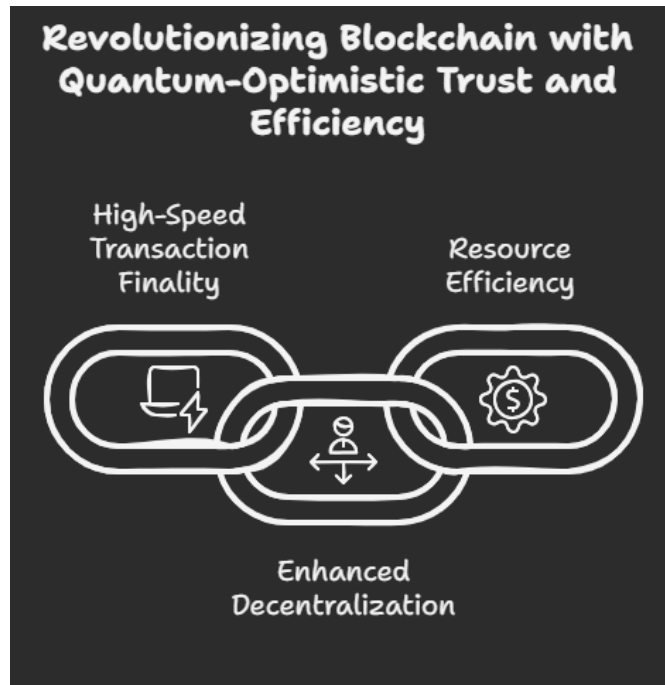 Revolutionizing Blockchain with
Quantum-Optimistic Trust and
Efficiency
High-Speed
Transaction
Finality
Resource
Efficiency
$
Enhanced
Decentralization